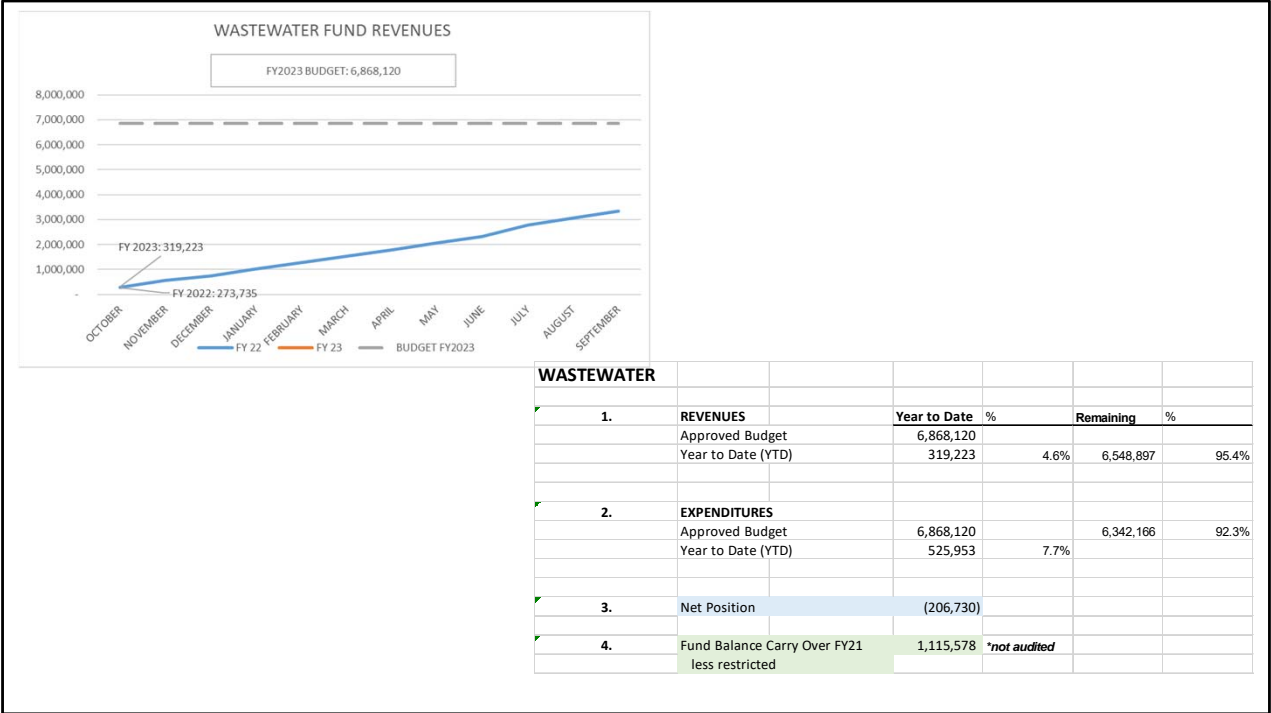 WASTEWATER FUND REVENUES
FY2023 BUDGET: 6,868,120
8,000,000
7,000,000
6,000,000
5,000,000
4,000,000
3,000,000
2,000,000
1,000,000
-
FY 2023: 319,223
FY 2022: 273,735
OCTOBER
NOVEMBER
DECEMBER
JANUARY
FEBRUARY
MARCH
APRIL
MAY
JUNE
JULY
AUGUST
SEPTEMBER
FY 22 FY 23 BUDGET FY2023
WASTEWATER
1. REVENUES Year to Date % Remaining %
Approved Budget 6,868,120
Year to Date (YTD) 319,223 4.6% 6,548,897 95.4%
2. EXPENDITURES
Approved Budget 6,868,120 6,342,166 92.3%
Year to Date (YTD) 525,953 7.7%
3. Net Position (206,730)
4. Fund Balance Carry Over FY21 1,115,578 *not audited
less restricted